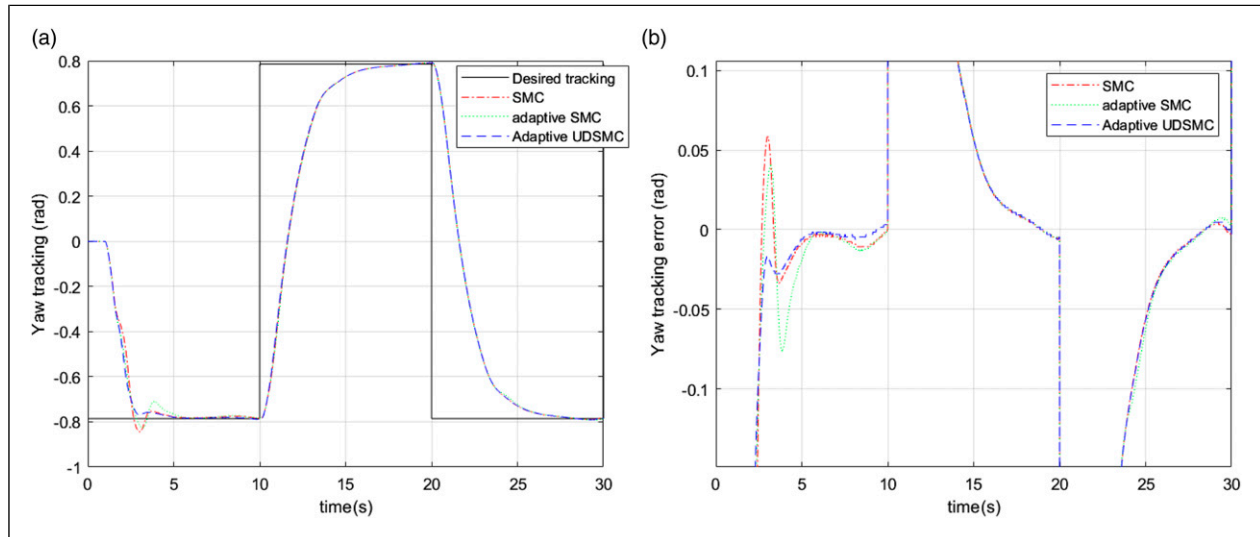 (a)
Yaw tracking (rad)
0.8
0.6
0.4
0.2
0
-0.2
-0.4
-0.6
-0.8
-1
0
5
10
15
20
25
30
time(s)
Desired tracking
SMC
adaptive SMC
Adaptive UDSMC
(b)
Yaw tracking error (rad)
0.1
0.05
0
-0.05
-0.1
0
5
10
15
20
25
30
time(s)
SMC
adaptive SMC
Adaptive UDSMC